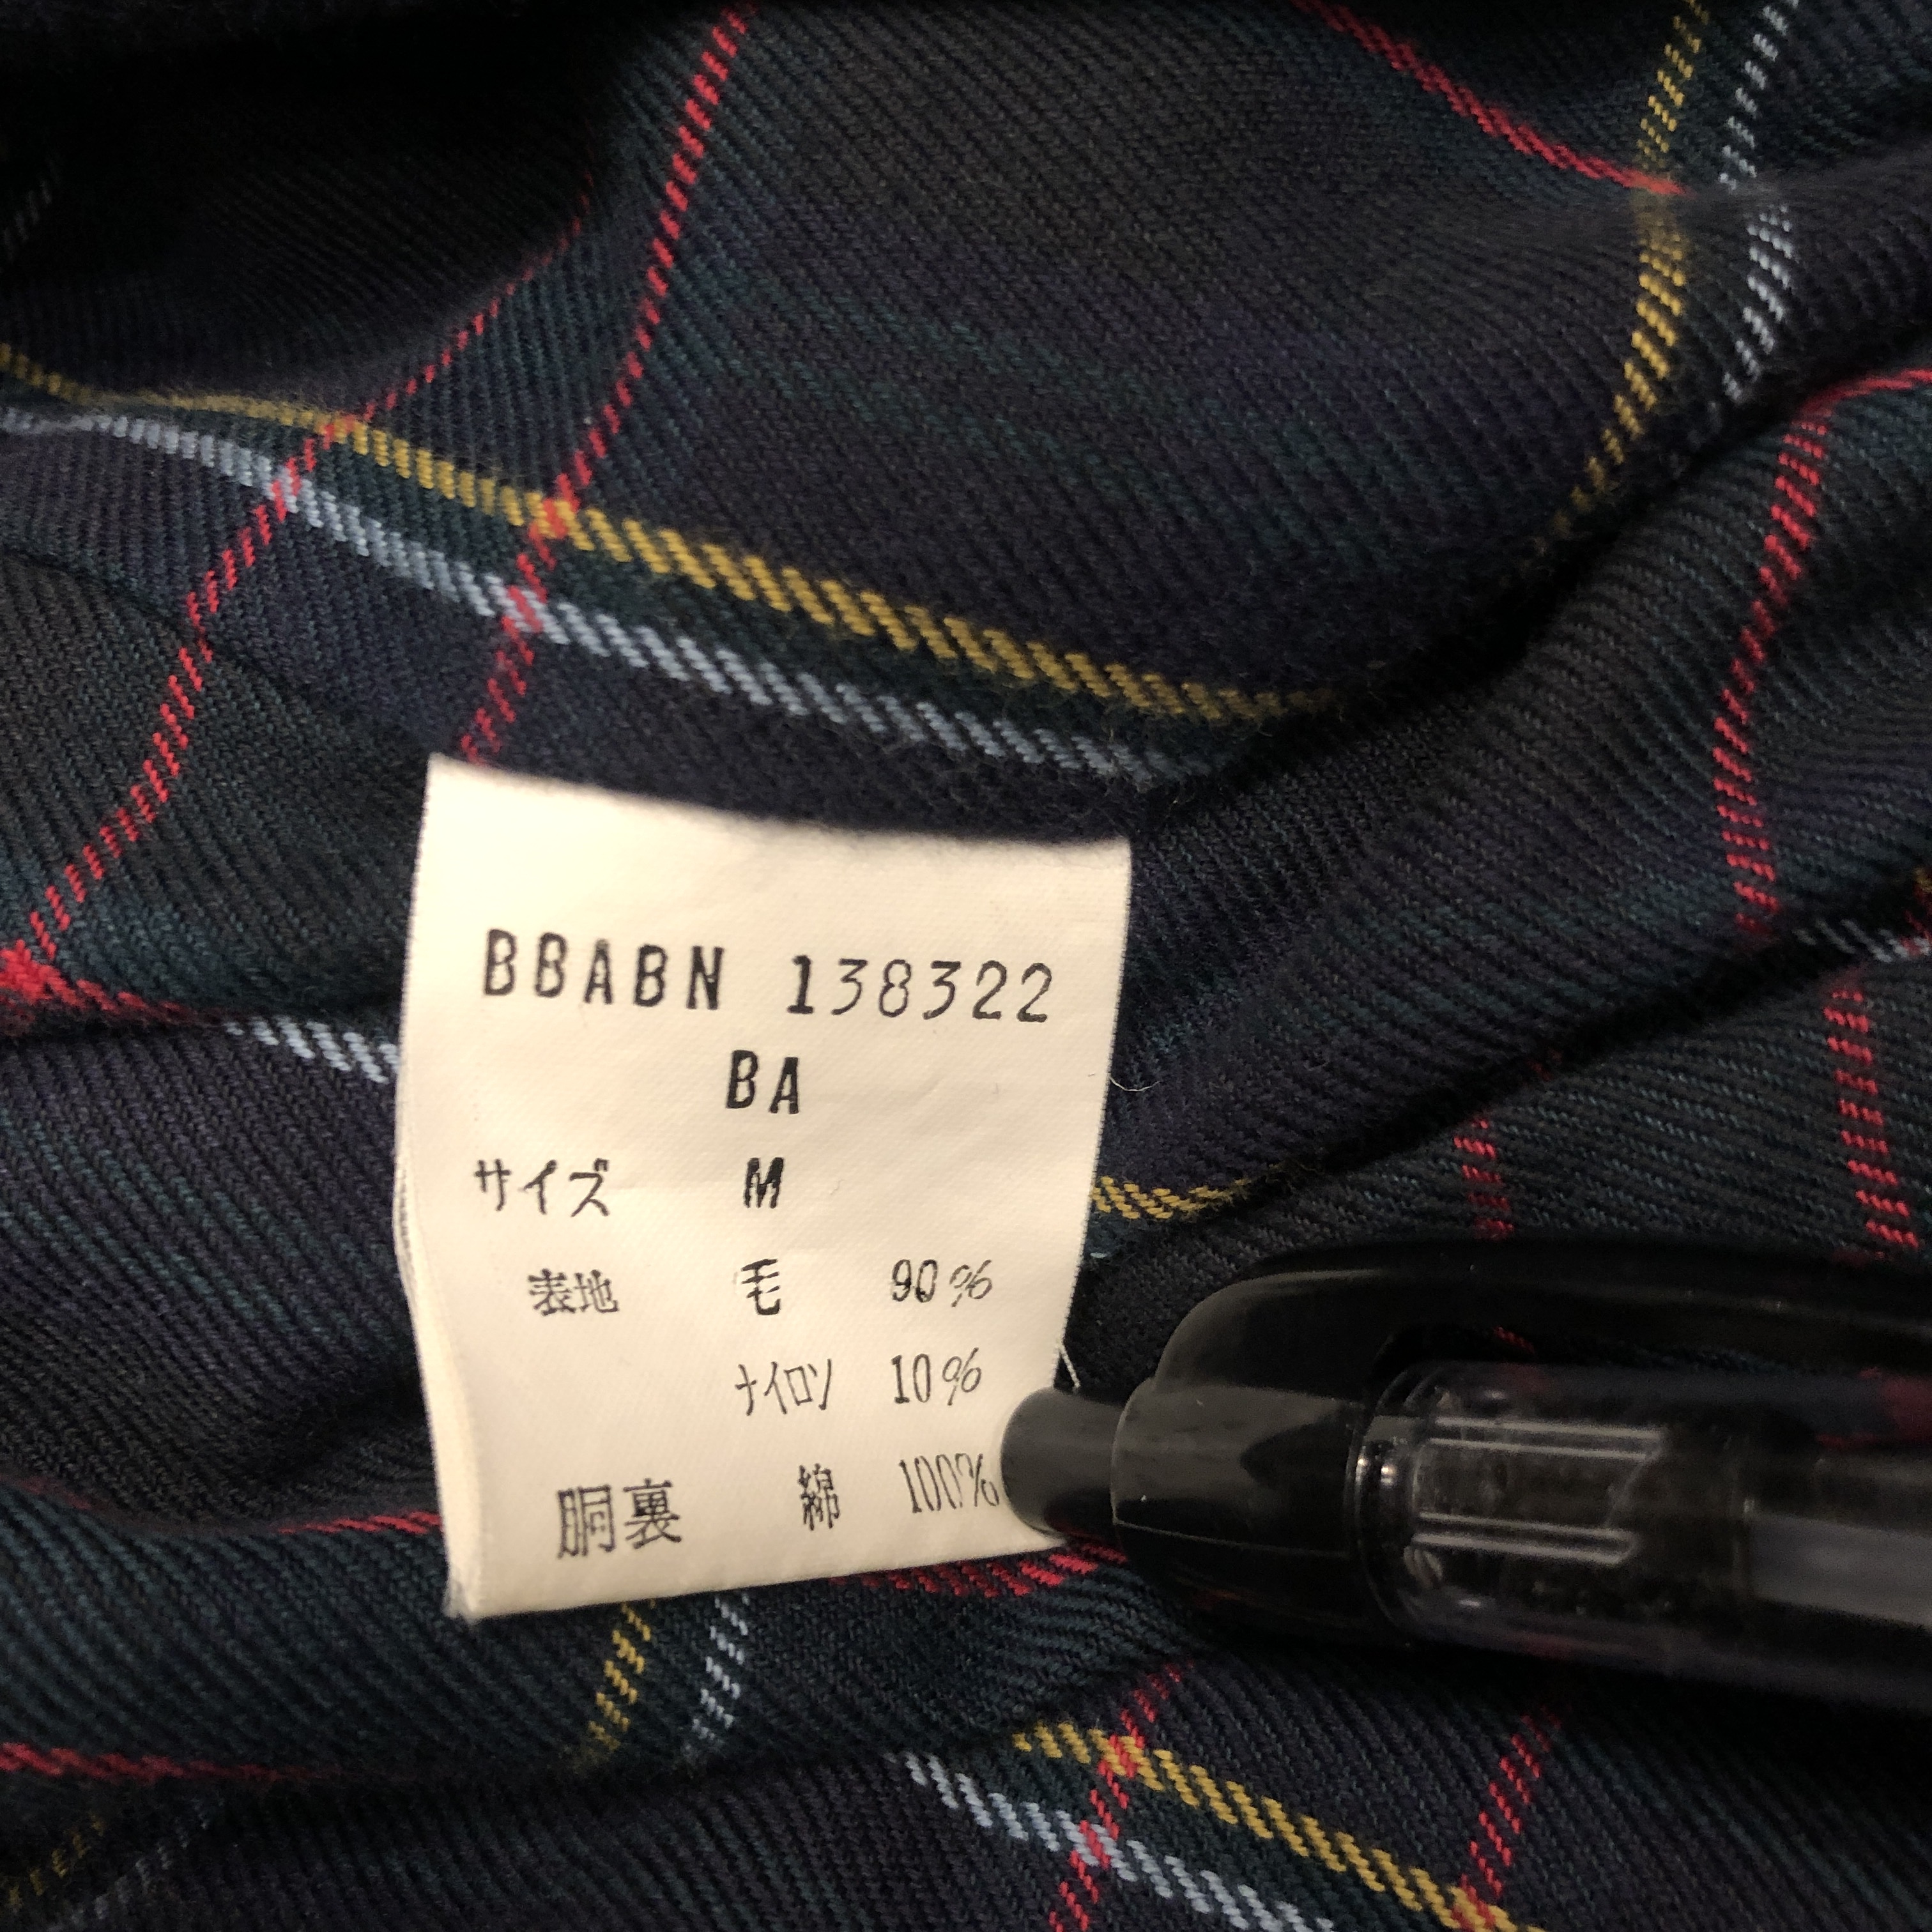 BBABN 138322
BA
サイズ M
表地 毛 90%
ナイロン 10%
胴裏 綿 100%